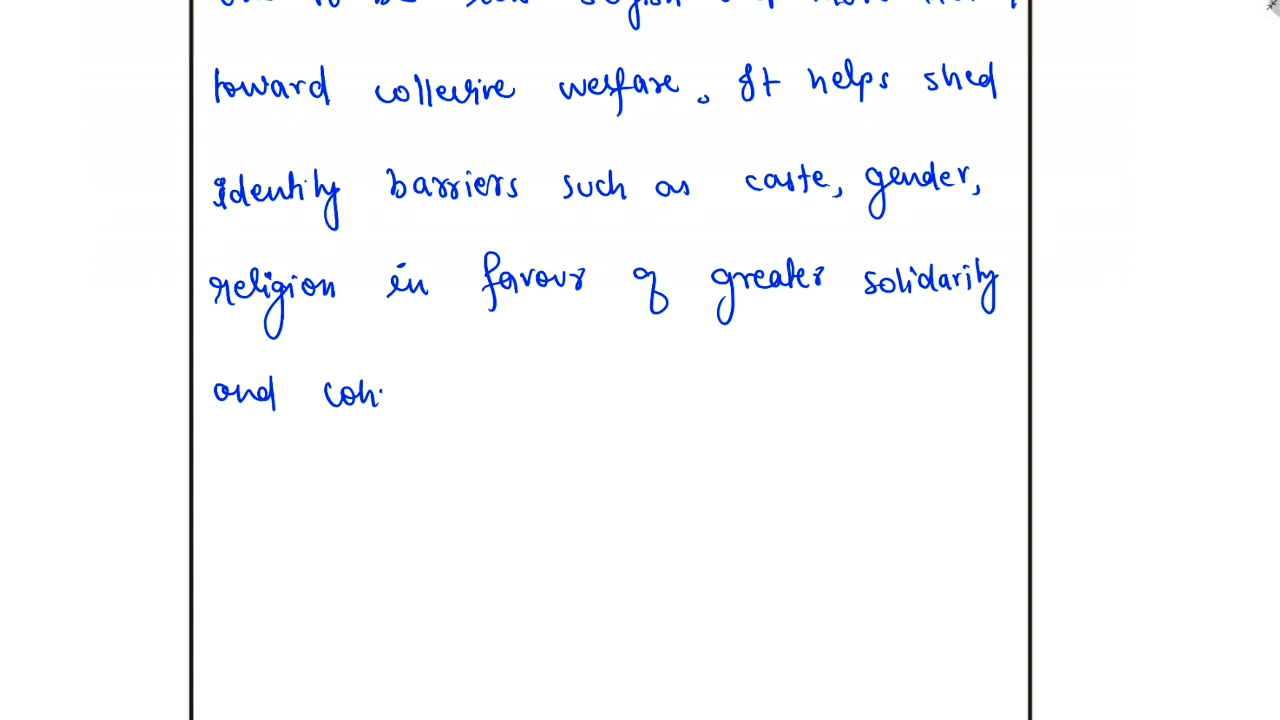 toward collective welfare. It helps shed
identity barriers such as caste, gender,
religion in favour of greater solidarity
and coh